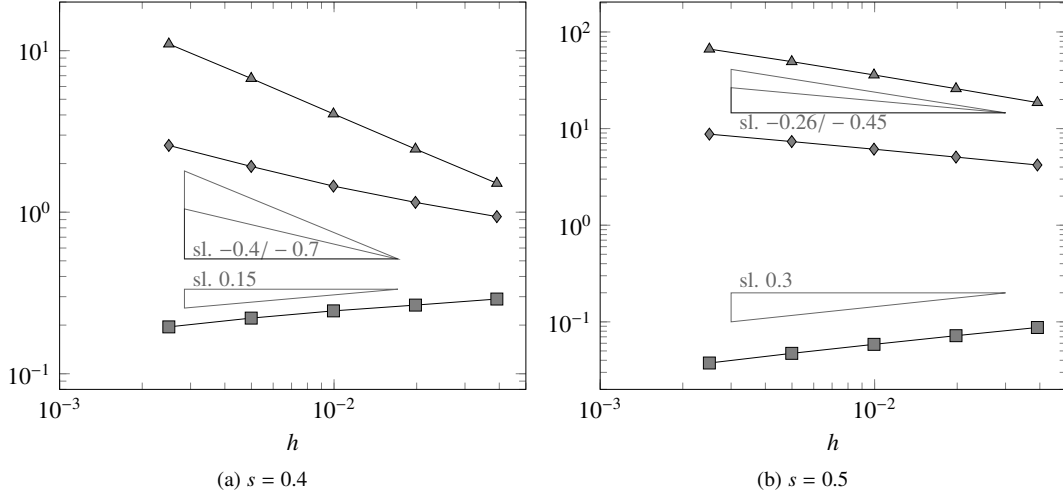 10^1
10^0
10^−1
sl. −0.4/ − 0.7
sl. 0.15
10^−3
10^−2
h
(a) s = 0.4
10^2
10^1
10^0
10^−1
sl. −0.26/ − 0.45
sl. 0.3
10^−3
10^−2
h
(b) s = 0.5